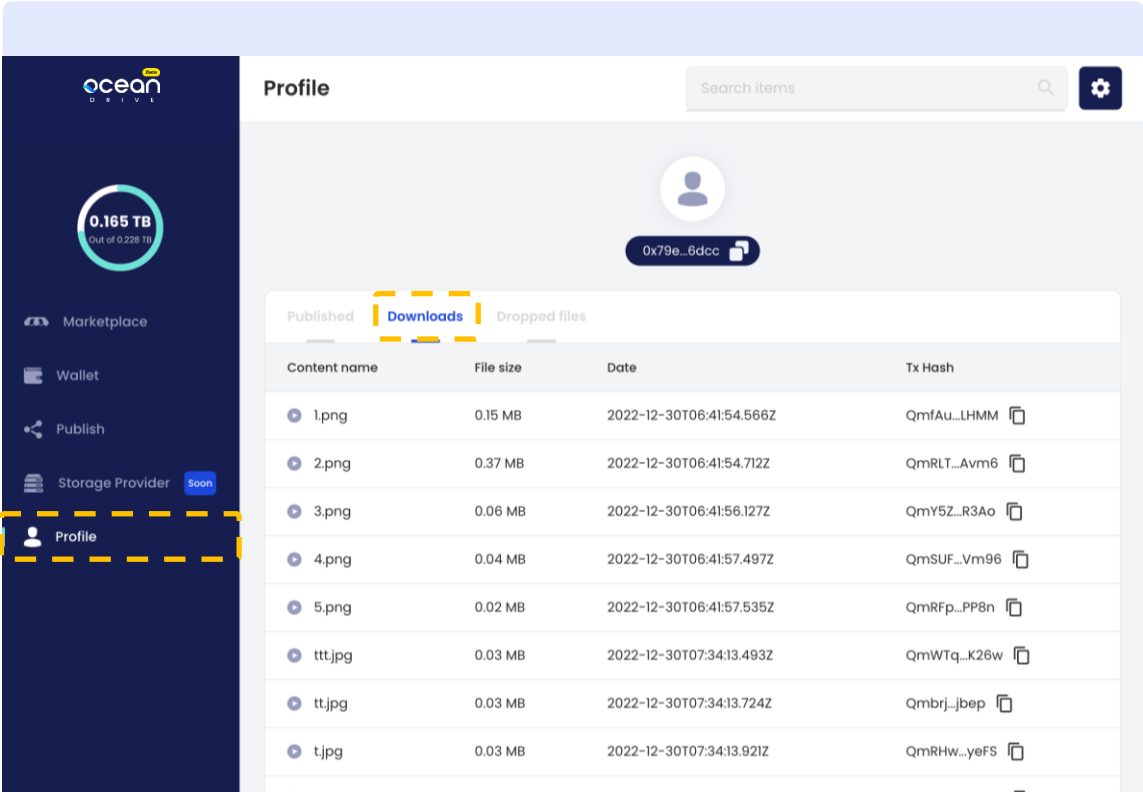 Beta
ocean
DRIVE
0.165 TB
Out of 0.228 TB
Marketplace
Wallet
Publish
Storage Provider Soon
Profile
Profile
Search items
0x79e...6dcc
Published Downloads Dropped files
Content name File size Date Tx Hash
1.png 0.15 MB 2022-12-30T06:41:54.566Z QmfAu...LHMM
2.png 0.37 MB 2022-12-30T06:41:54.712Z QmRLT...Avm6
3.png 0.06 MB 2022-12-30T06:41:56.127Z QmY5Z...R3Ao
4.png 0.04 MB 2022-12-30T06:41:57.497Z QmSUF...Vm96
5.png 0.02 MB 2022-12-30T06:41:57.535Z QmRFp...PP8n
ttt.jpg 0.03 MB 2022-12-30T07:34:13.493Z QmWTq...K26w
tt.jpg 0.03 MB 2022-12-30T07:34:13.724Z Qmbrj...jbep
t.jpg 0.03 MB 2022-12-30T07:34:13.921Z QmRHw...yeFS